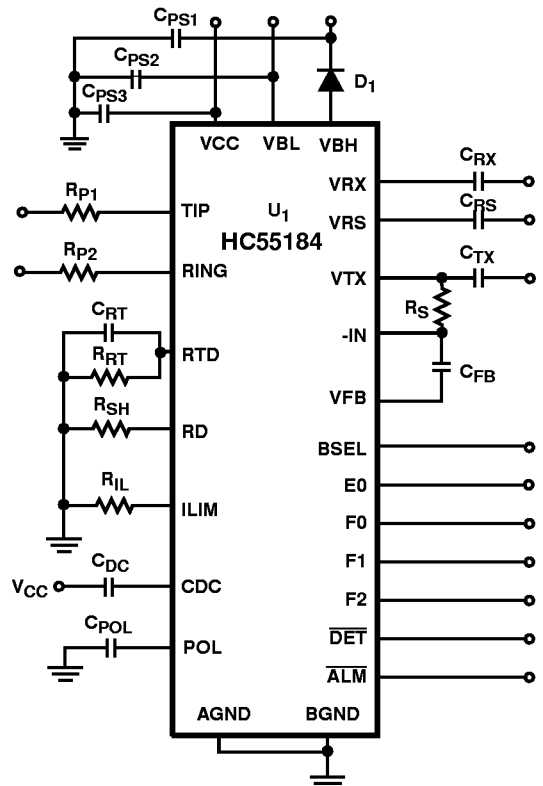 CPS1
CPS2
D1
CPS3
VCC VBL VBH
CRX
RP1
VRX
TIP
U1
CRS
VRS
HC55184
RP2
RING
CTX
VTX
CRT
RS
RTD
-IN
RRT
CFB
RSH
VFB
RD
BSEL
RIL
E0
ILIM
F0
CDC
F1
VCC
CDC
F2
CPOL
DET
POL
ALM
AGND BGND